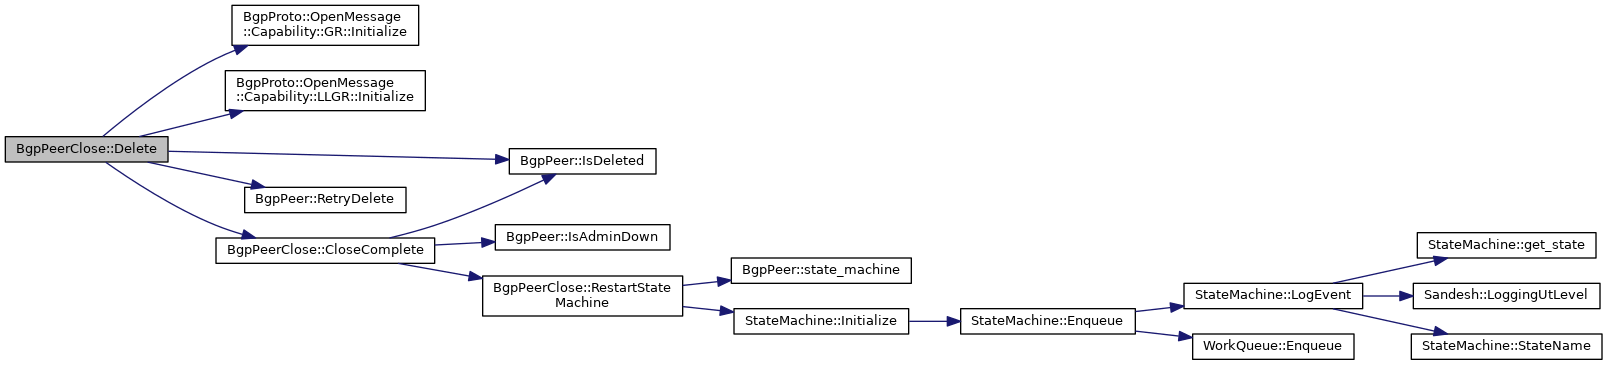 BgpProto::OpenMessage
::Capability::GR::Initialize
BgpProto::OpenMessage
::Capability::LLGR::Initialize
BgpPeerClose::Delete
BgpPeer::IsDeleted
BgpPeer::RetryDelete
BgpPeerClose::CloseComplete
BgpPeer::IsAdminDown
BgpPeerClose::RestartState
Machine
BgpPeer::state_machine
StateMachine::Initialize
StateMachine::Enqueue
StateMachine::LogEvent
WorkQueue::Enqueue
StateMachine::get_state
Sandesh::LoggingUtLevel
StateMachine::StateName